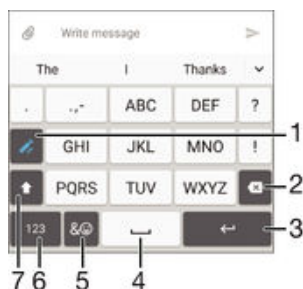 Write message
The I Thanks
. .,- ABC DEF ?
GHI JKL MNO ! 1
PQRS TUV WXYZ 2
123 & 3
7 6 5 4